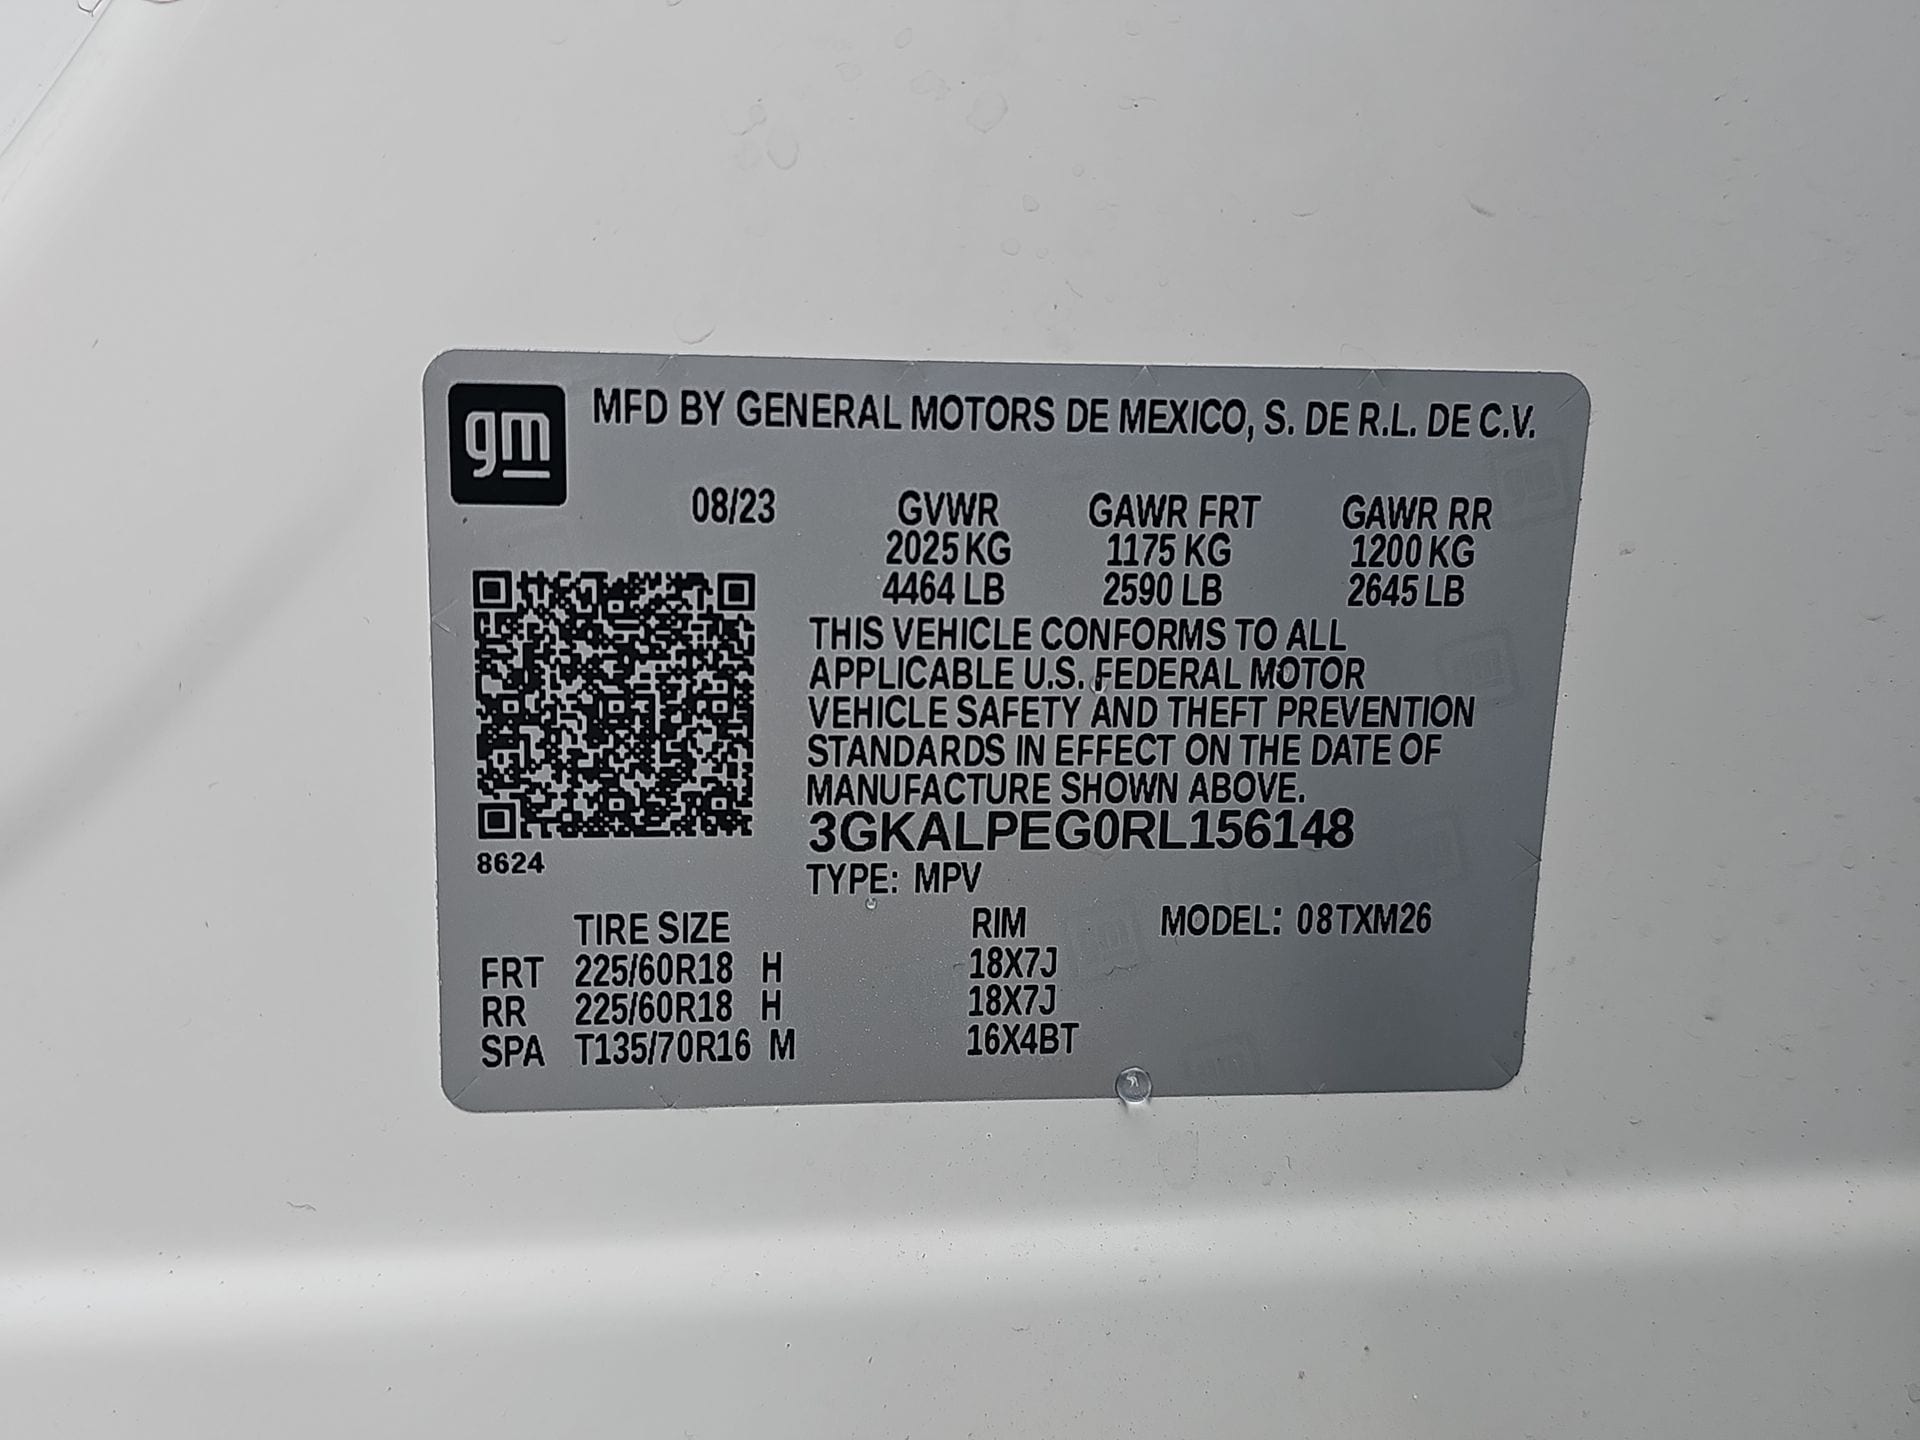 gm
MFD BY GENERAL MOTORS DE MEXICO, S. DE R.L. DE C.V.
08/23 GVWR GAWR FRT GAWR RR
2025 KG 1175 KG 1200 KG
4464 LB 2590 LB 2645 LB
THIS VEHICLE CONFORMS TO ALL
APPLICABLE U.S. FEDERAL MOTOR
VEHICLE SAFETY AND THEFT PREVENTION
STANDARDS IN EFFECT ON THE DATE OF
MANUFACTURE SHOWN ABOVE.
3GKALPEG0RL156148
8624
TYPE: MPV
TIRE SIZE RIM MODEL: 08TXM26
FRT 225/60R18 H 18X7J
RR 225/60R18 H 18X7J
SPA T135/70R16 M 16X4BT